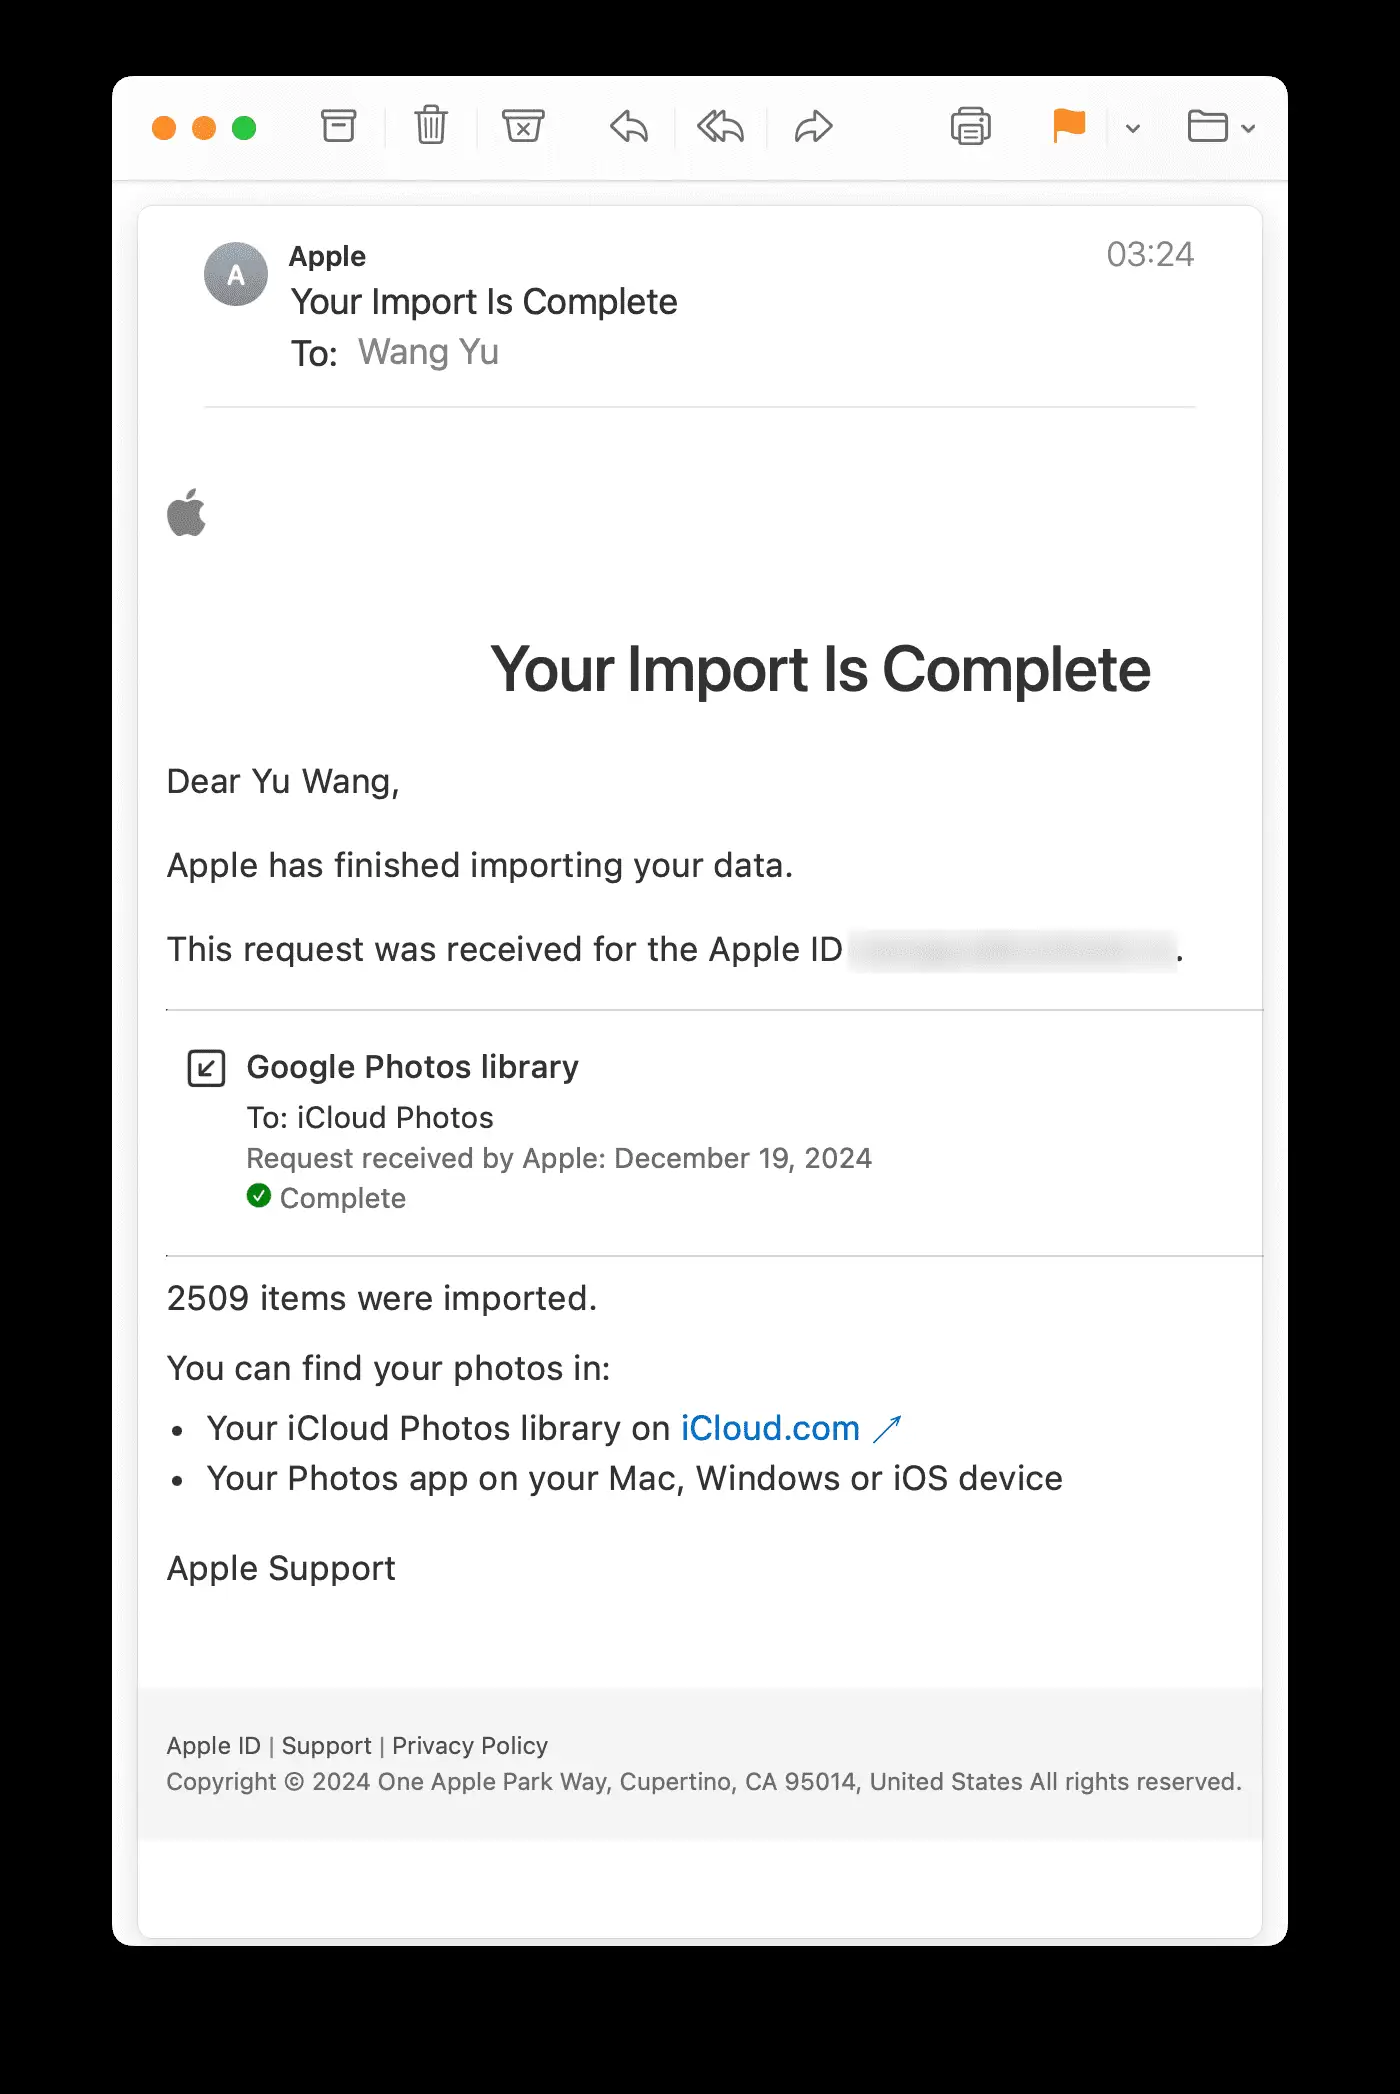 A
Apple
03:24
Your Import Is Complete
To: Wang Yu
Your Import Is Complete
Dear Yu Wang,
Apple has finished importing your data.
This request was received for the Apple ID .
Google Photos library
To: iCloud Photos
Request received by Apple: December 19, 2024
Complete
2509 items were imported.
You can find your photos in:
• Your iCloud Photos library on iCloud.com
• Your Photos app on your Mac, Windows or iOS device
Apple Support
Apple ID | Support | Privacy Policy
Copyright © 2024 One Apple Park Way, Cupertino, CA 95014, United States All rights reserved.